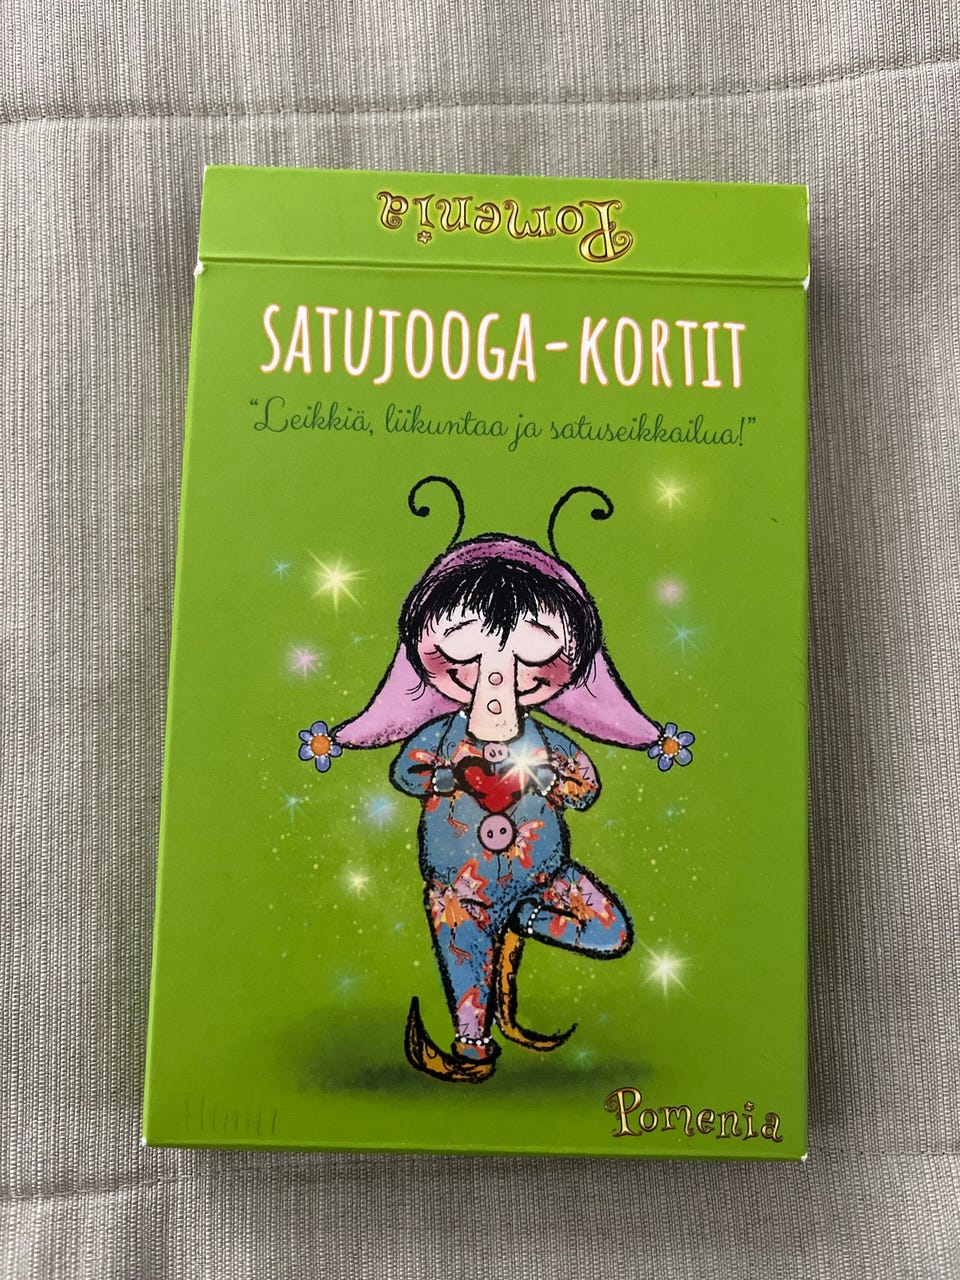 Pomenia
SATUJOOGA-KORTIT
"Leikkiä, liikuntaa ja satuseikkailua!"
MIMMI
Pomenia